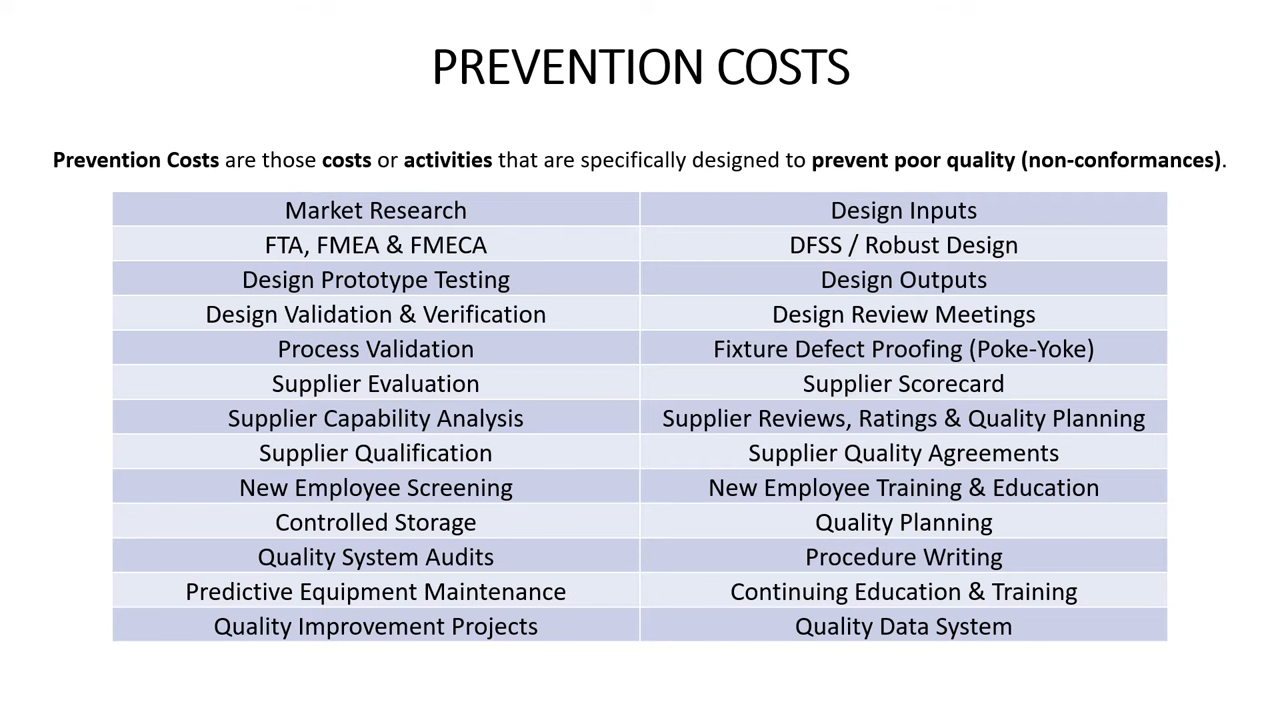 PREVENTION COSTS
Prevention Costs are those costs or activities that are specifically designed to prevent poor quality (non-conformances).
Market Research
Design Inputs
FTA, FMEA & FMECA
DFSS / Robust Design
Design Prototype Testing
Design Outputs
Design Validation & Verification
Design Review Meetings
Process Validation
Fixture Defect Proofing (Poke-Yoke)
Supplier Evaluation
Supplier Scorecard
Supplier Capability Analysis
Supplier Reviews, Ratings & Quality Planning
Supplier Qualification
Supplier Quality Agreements
New Employee Screening
New Employee Training & Education
Controlled Storage
Quality Planning
Quality System Audits
Procedure Writing
Predictive Equipment Maintenance
Continuing Education & Training
Quality Improvement Projects
Quality Data System